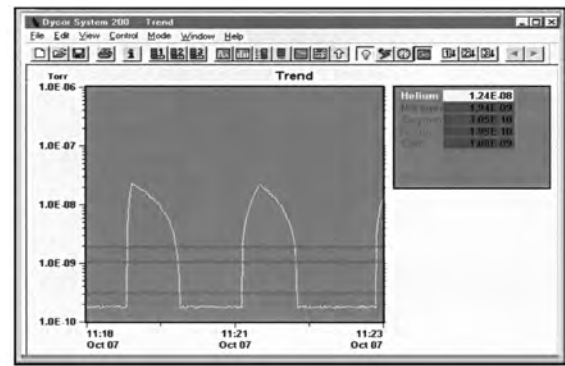 Dycor System 200 Trend
File Edit View Control Mode Window Help
Torr
Trend
1.0E-06
1.0E-07
1.0E-08
1.0E-09
1.0E-10
11:18
Oct 07
11:21
Oct 07
11:23
Oct 07
Helium 1.24E-08
1.94E-09
3.05E-10
1.95E-10
1.08E-09